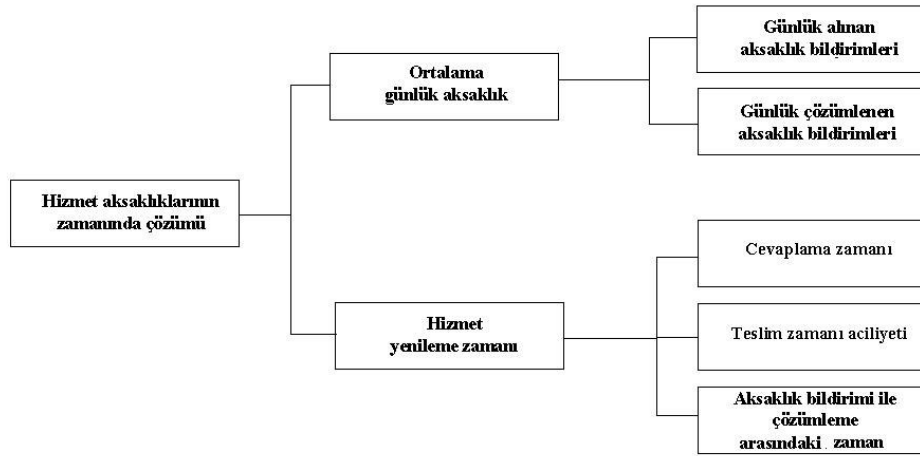 Günlük alınan
aksaklık bildirimleri
Ortalama
günlük aksaklık
Günlük çözümlenen
aksaklık bildirimleri
Hizmet aksaklıklarının
zamanında çözümü
Cevaplama zamanı
Hizmet
yenileme zamanı
Teslim zamanı aciliyeti
Aksaklık bildirimi ile
çözümleme
arasındaki zaman